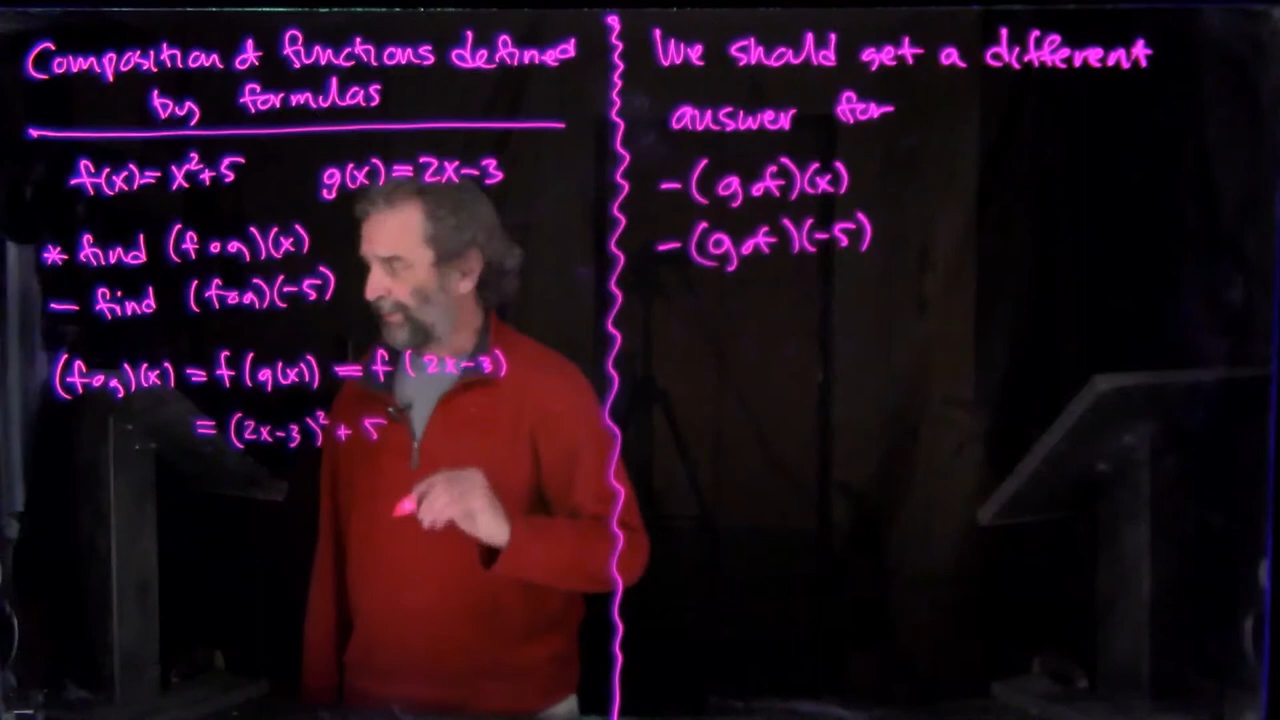 Composition of functions defined
by formulas
f(x)=x²+5 g(x)=2x-3
* find (f∘g)(x)
- find (f∘g)(-5)
(f∘g)(x) = f(g(x)) = f(2x-3)
= (2x-3)² + 5
We should get a different
answer for
-(g∘f)(x)
-(g∘f)(-5)